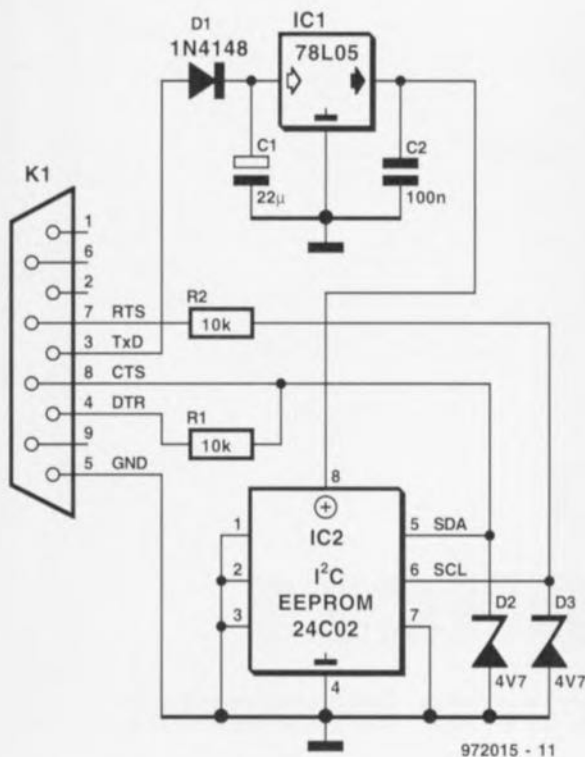 D1
1N4148
IC1
78L05
C1
22µ
C2
100n
K1
1
6
2
7 RTS
3 TxD
8 CTS
4 DTR
9
5 GND
R2
10k
R1
10k
8
1
2
3
IC2
I²C
EEPROM
24C02
5 SDA
6 SCL
7
4
D2
4V7
D3
4V7
972015 - 11